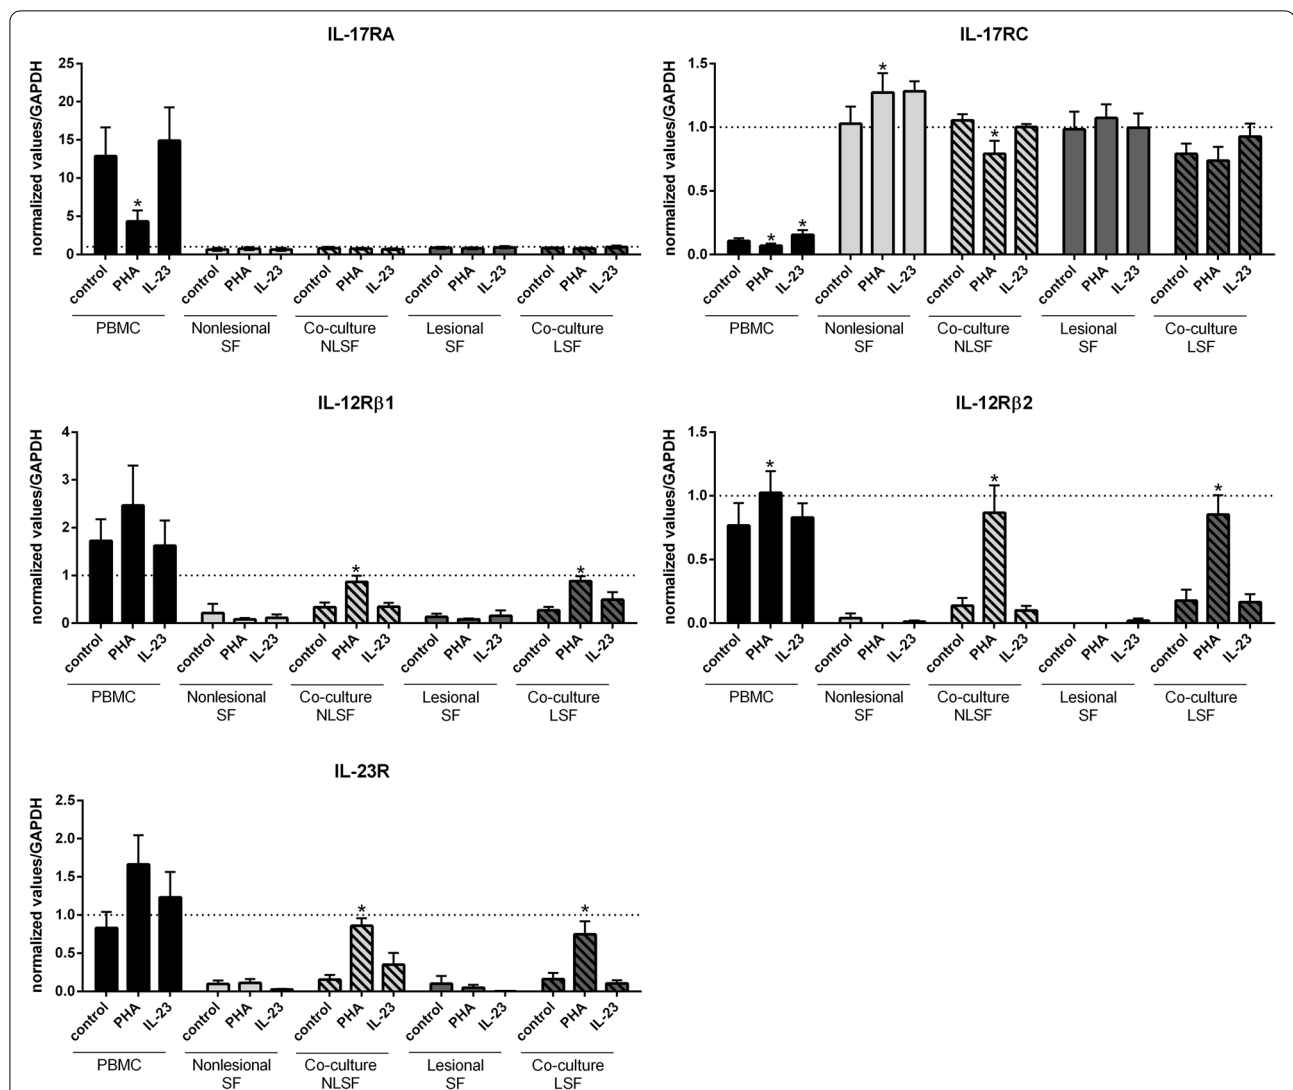 IL-17RA
normalized values/GAPDH
25
20
15
10
5
0
*
control PHA IL-23 control PHA IL-23 control PHA IL-23 control PHA IL-23 control PHA IL-23
PBMC Nonlesional Co-culture Lesional Co-culture
SF NLSF SF LSF
IL-17RC
normalized values/GAPDH
1.5
1.0
0.5
0.0
* * * *
control PHA IL-23 control PHA IL-23 control PHA IL-23 control PHA IL-23 control PHA IL-23
PBMC Nonlesional Co-culture Lesional Co-culture
SF NLSF SF LSF
IL-12Rβ1
normalized values/GAPDH
4
3
2
1
0
* *
control PHA IL-23 control PHA IL-23 control PHA IL-23 control PHA IL-23 control PHA IL-23
PBMC Nonlesional Co-culture Lesional Co-culture
SF NLSF SF LSF
IL-12Rβ2
normalized values/GAPDH
1.5
1.0
0.5
0.0
* * *
control PHA IL-23 control PHA IL-23 control PHA IL-23 control PHA IL-23 control PHA IL-23
PBMC Nonlesional Co-culture Lesional Co-culture
SF NLSF SF LSF
IL-23R
normalized values/GAPDH
2.5
2.0
1.5
1.0
0.5
0.0
* *
control PHA IL-23 control PHA IL-23 control PHA IL-23 control PHA IL-23 control PHA IL-23
PBMC Nonlesional Co-culture Lesional Co-culture
SF NLSF SF LSF